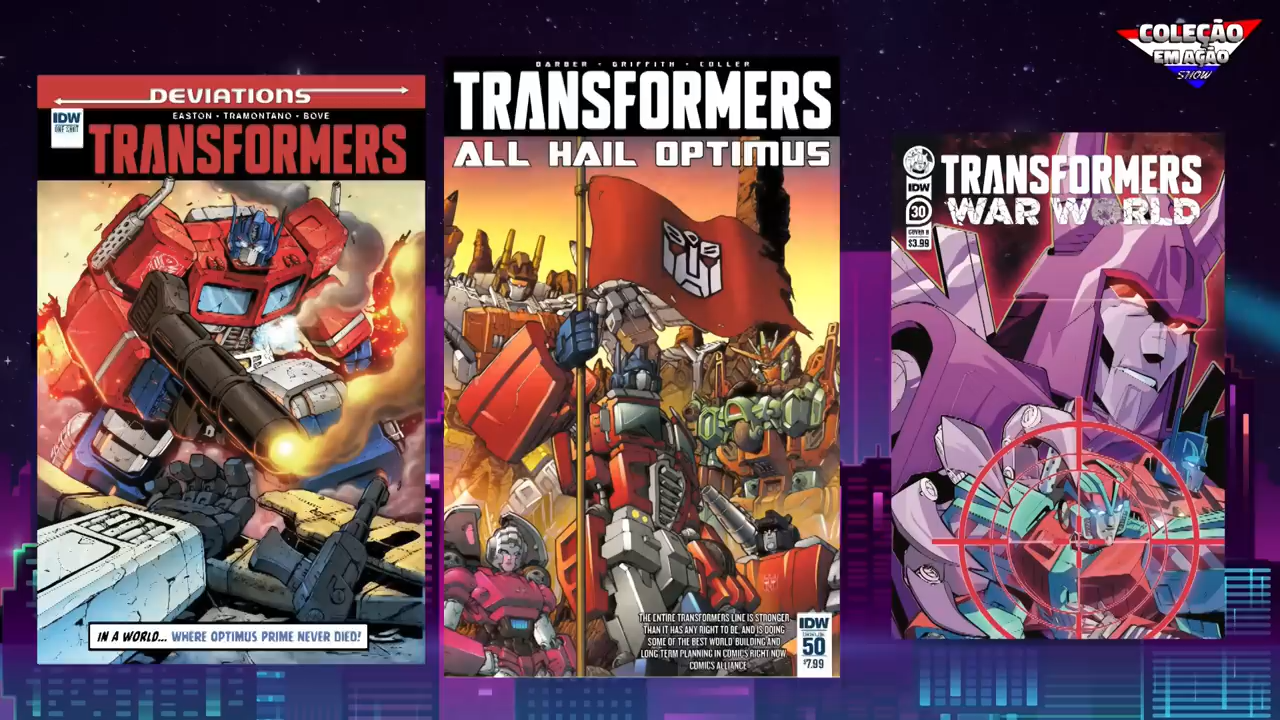 COLEÇÃO
EM AÇÃO
SHOW
DEVIATIONS
IDW
ONE SHOT
EASTON • TRAMONTANO • BOVE
TRANSFORMERS
IN A WORLD... WHERE OPTIMUS PRIME NEVER DIED!
BARBER • GRIFFITH • COLLER
TRANSFORMERS
ALL HAIL OPTIMUS
THE ENTIRE TRANSFORMERS LINE IS STRONGER
THAN IT HAS ANY RIGHT TO BE, AND IS DOING
SOME OF THE BEST WORLD BUILDING AND
LONG TERM PLANNING IN COMICS RIGHT NOW
COMICS ALLIANCE
IDW
50
$7.99
IDW
30
COVER B
$3.99
TRANSFORMERS
WAR WORLD